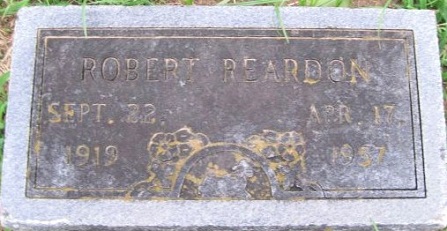 ROBERT REARDON
SEPT. 22 APR. 17
1919 1957